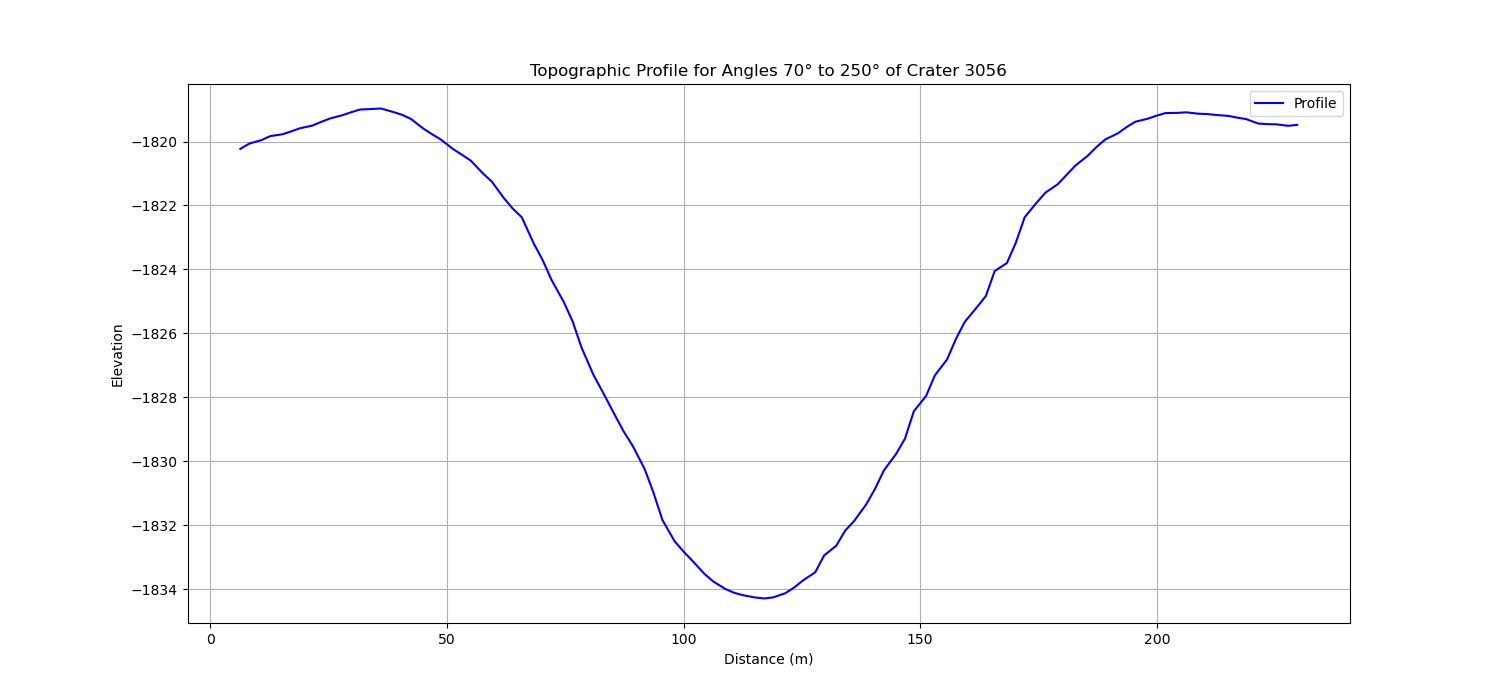 Topographic Profile for Angles 70° to 250° of Crater 3056
Profile
−1820
−1822
−1824
−1826
−1828
−1830
−1832
−1834
Elevation
0 50 100 150 200
Distance (m)